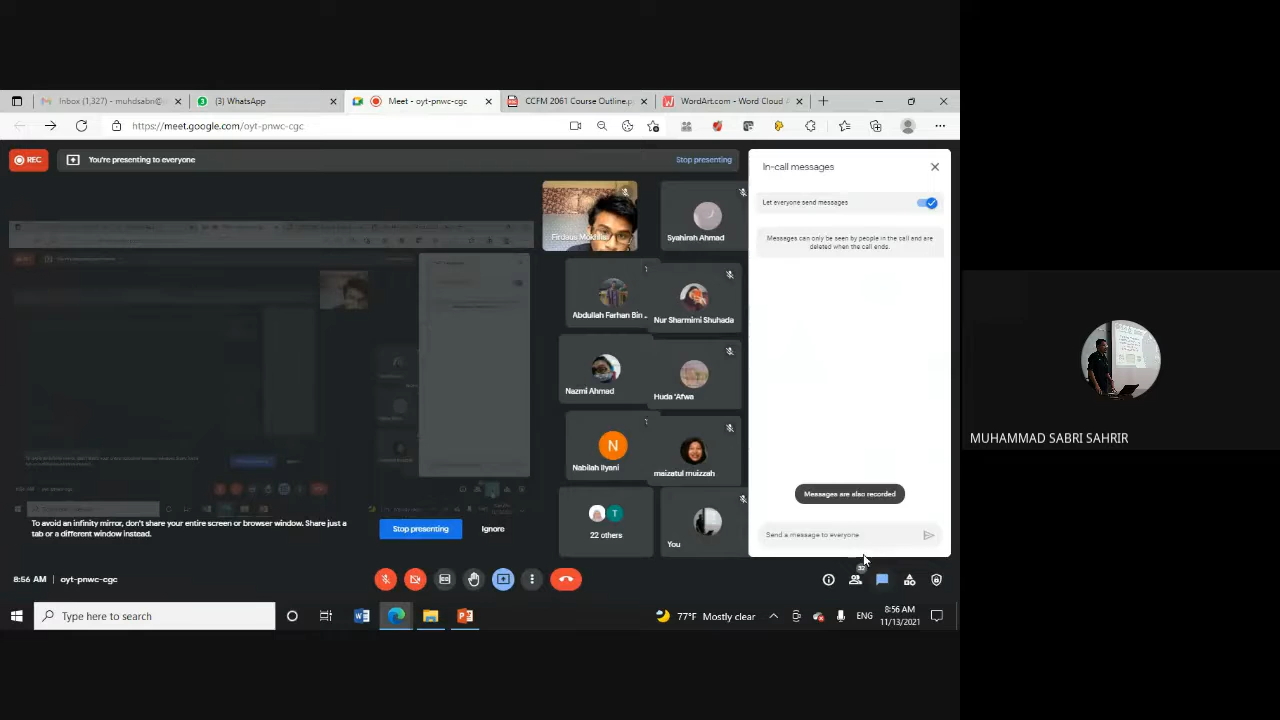 Inbox (1,327) - muhdsabri@
(3) WhatsApp
Meet - oyt-pnwc-cgc
CCFM 2061 Course Outline.p
WordArt.com - Word Cloud A
https://meet.google.com/oyt-pnwc-cgc
REC
You're presenting to everyone
Stop presenting
In-call messages
Let everyone send messages
Messages can only be seen by people in the call and are
deleted when the call ends.
Syahirah Ahmad
Abdullah Farhan Bin ..
Nur Sharmimi Shuhada
Nazmi Ahmad
Huda 'Afwa
N
Nabilah Ilyani
maizatul muizzah
T
22 others
You
Messages are also recorded
Send a message to everyone
To avoid an infinity mirror, don't share your entire screen or browser window. Share just a
tab or a different window instead.
Stop presenting
Ignore
8:56 AM
oyt-pnwc-cgc
32
Type here to search
77°F Mostly clear
ENG
8:56 AM
11/13/2021
MUHAMMAD SABRI SAHRIR